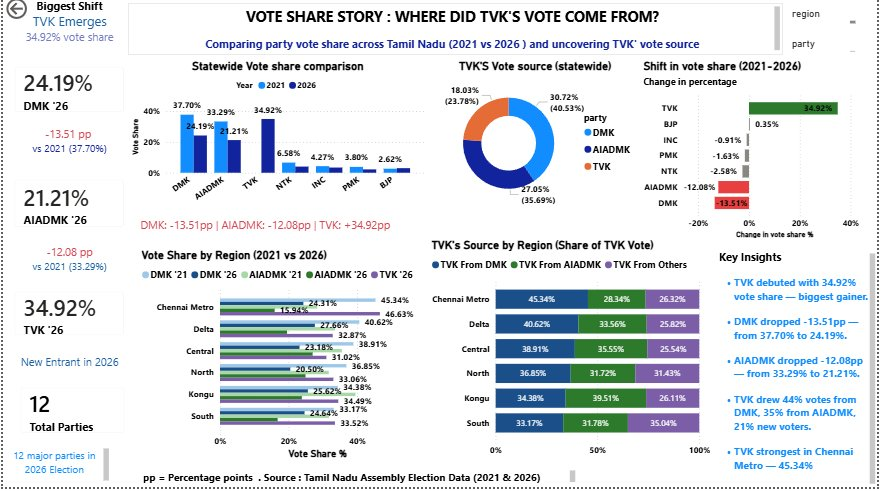 Biggest Shift
TVK Emerges
34.92% vote share
VOTE SHARE STORY : WHERE DID TVK'S VOTE COME FROM?
Comparing party vote share across Tamil Nadu (2021 vs 2026 ) and uncovering TVK' vote source
region
party
24.19%
DMK '26
-13.51 pp
vs 2021 (37.70%)
21.21%
AIADMK '26
-12.08 pp
vs 2021 (33.29%)
34.92%
TVK '26
New Entrant in 2026
12
Total Parties
12 major parties in
2026 Election
Statewide Vote share comparison
Year 2021 2026
Vote Share
40%
20%
0%
37.70%
24.19%
33.29%
21.21%
34.92%
6.58%
4.27%
3.80%
2.62%
DMK
AIADMK
TVK
NTK
INC
PMK
BJP
DMK: -13.51pp | AIADMK: -12.08pp | TVK: +34.92pp
TVK'S Vote source (statewide)
18.03%
(23.78%)
30.72%
(40.53%)
27.05%
(35.69%)
party
DMK
AIADMK
TVK
Shift in vote share (2021-2026)
Change in percentage
TVK 34.92%
BJP 0.35%
INC -0.91%
PMK -1.63%
NTK -2.58%
AIADMK -12.08%
DMK -13.51%
-20% 0% 20% 40%
Change in vote share %
Vote Share by Region (2021 vs 2026)
DMK '21 DMK '26 AIADMK '21 AIADMK '26 TVK '26
Chennai Metro 45.34% 24.31% 15.94% 46.63%
Delta 40.62% 27.66% 32.87%
Central 38.91% 23.18% 31.02%
North 36.85% 20.50% 33.06%
Kongu 34.38% 25.62% 34.49%
South 33.17% 24.64% 33.52%
0% 20% 40%
Vote Share %
TVK's Source by Region (Share of TVK Vote)
TVK From DMK TVK From AIADMK TVK From Others
Chennai Metro 45.34% 28.34% 26.32%
Delta 40.62% 33.56% 25.82%
Central 38.91% 35.55% 25.54%
North 36.85% 31.72% 31.43%
Kongu 34.38% 39.51% 26.11%
South 33.17% 31.78% 35.04%
0% 50% 100%
Key Insights
• TVK debuted with 34.92%
vote share — biggest gainer.
• DMK dropped -13.51pp —
from 37.70% to 24.19%.
• AIADMK dropped -12.08pp
— from 33.29% to 21.21%.
• TVK drew 44% votes from
DMK, 35% from AIADMK,
21% new voters.
• TVK strongest in Chennai
Metro — 45.34%
pp = Percentage points . Source : Tamil Nadu Assembly Election Data (2021 & 2026)